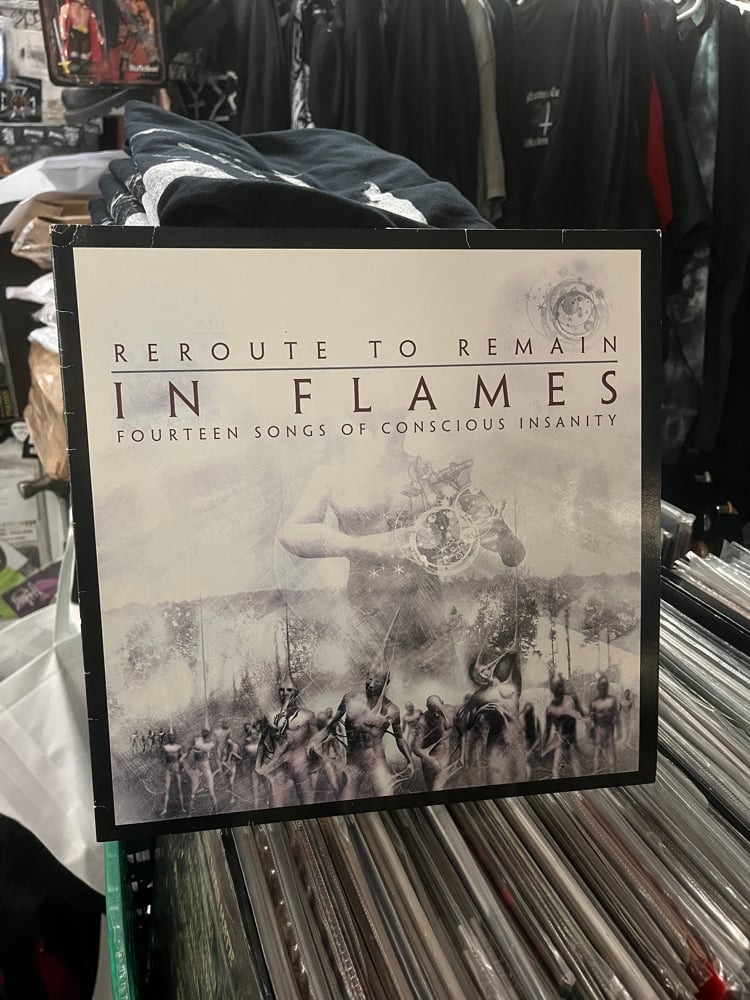 REROUTE TO REMAIN
IN FLAMES
FOURTEEN SONGS OF CONSCIOUS INSANITY